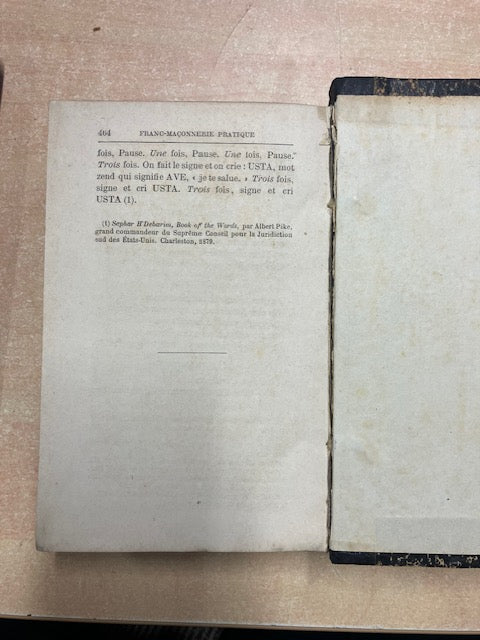 464 FRANC-MAÇONNERIE PRATIQUE
fois, Pause. Une fois, Pause. Une fois, Pause.
Trois fois. On fait le signe et on crie : USTA, mot
zend qui signifie AVE, « je te salue. » Trois fois,
signe et cri USTA. Trois fois, signe et cri
USTA (1).
(1) Sephar H'Debarim, Book of the Words, par Albert Pike,
grand commandeur du Suprême Conseil pour la Juridiction
sud des États-Unis. Charleston, 1879.